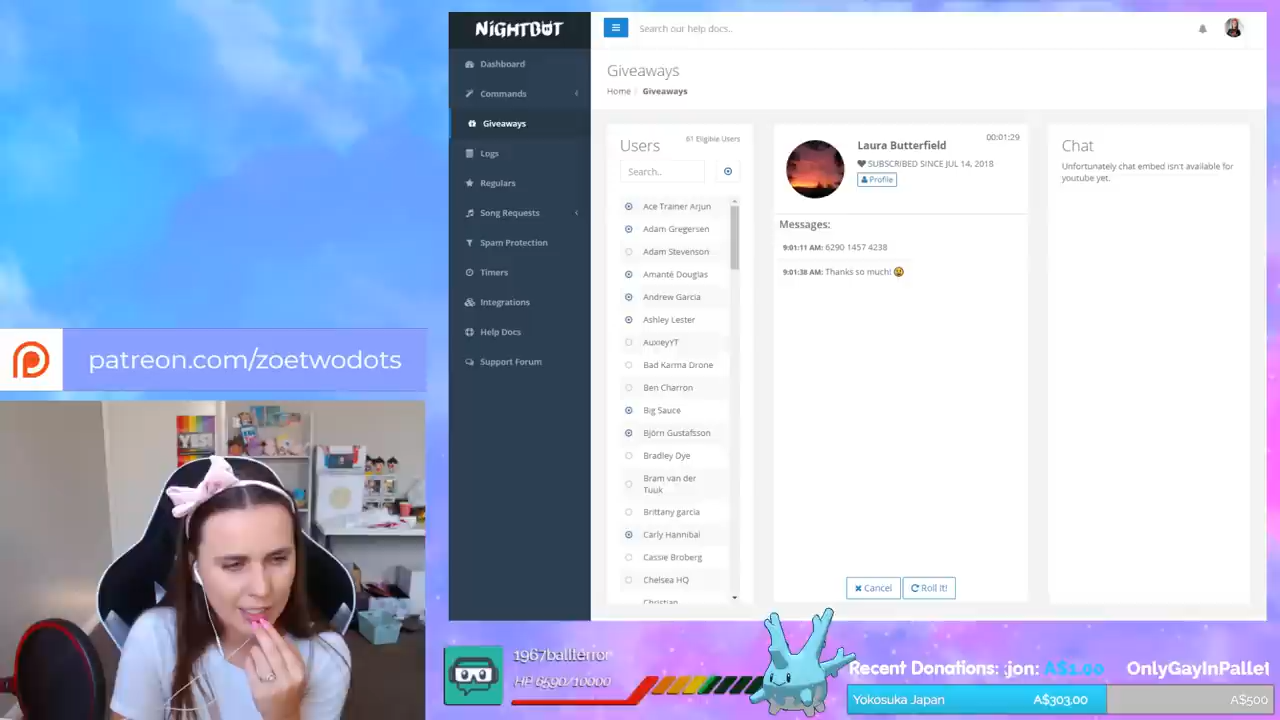 NIGHTBOT
Search our help docs..
Dashboard
Commands
Giveaways
Logs
Regulars
Song Requests
Spam Protection
Timers
Integrations
Help Docs
Support Forum
Giveaways
Home / Giveaways
Users
61 Eligible Users
Search..
Ace Trainer Arjun
Adam Gregersen
Adam Stevenson
Amanté Douglas
Andrew Garcia
Ashley Lester
AuxieyYT
Bad Karma Drone
Ben Charron
Big Sauce
Björn Gustafsson
Bradley Dye
Bram van der
Tuuk
Brittany garcia
Carly Hannibal
Cassie Broberg
Chelsea HQ
Christian
Laura Butterfield
00:01:29
SUBSCRIBED SINCE JUL 14, 2018
Profile
Messages:
9:01:11 AM: 6290 1457 4238
9:01:38 AM: Thanks so much!
Cancel
Roll It!
Chat
Unfortunately chat embed isn't available for
youtube yet.
patreon.com/zoetwodots
YES!
1967ballterror
HP 6590/10000
Recent Donations: jon: A$1.00
OnlyGayInPallet
Yokosuka Japan
A$303.00
A$500